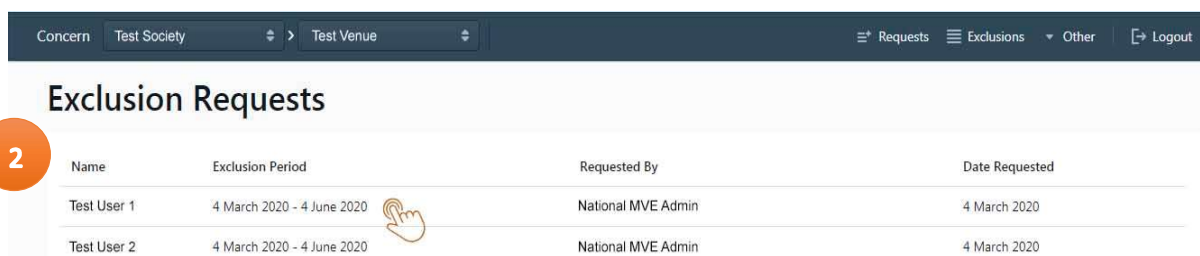 Concern Test Society > Test Venue Requests Exclusions Other Logout
Exclusion Requests
2
Name Exclusion Period Requested By Date Requested
Test User 1 4 March 2020 - 4 June 2020 National MVE Admin 4 March 2020
Test User 2 4 March 2020 - 4 June 2020 National MVE Admin 4 March 2020